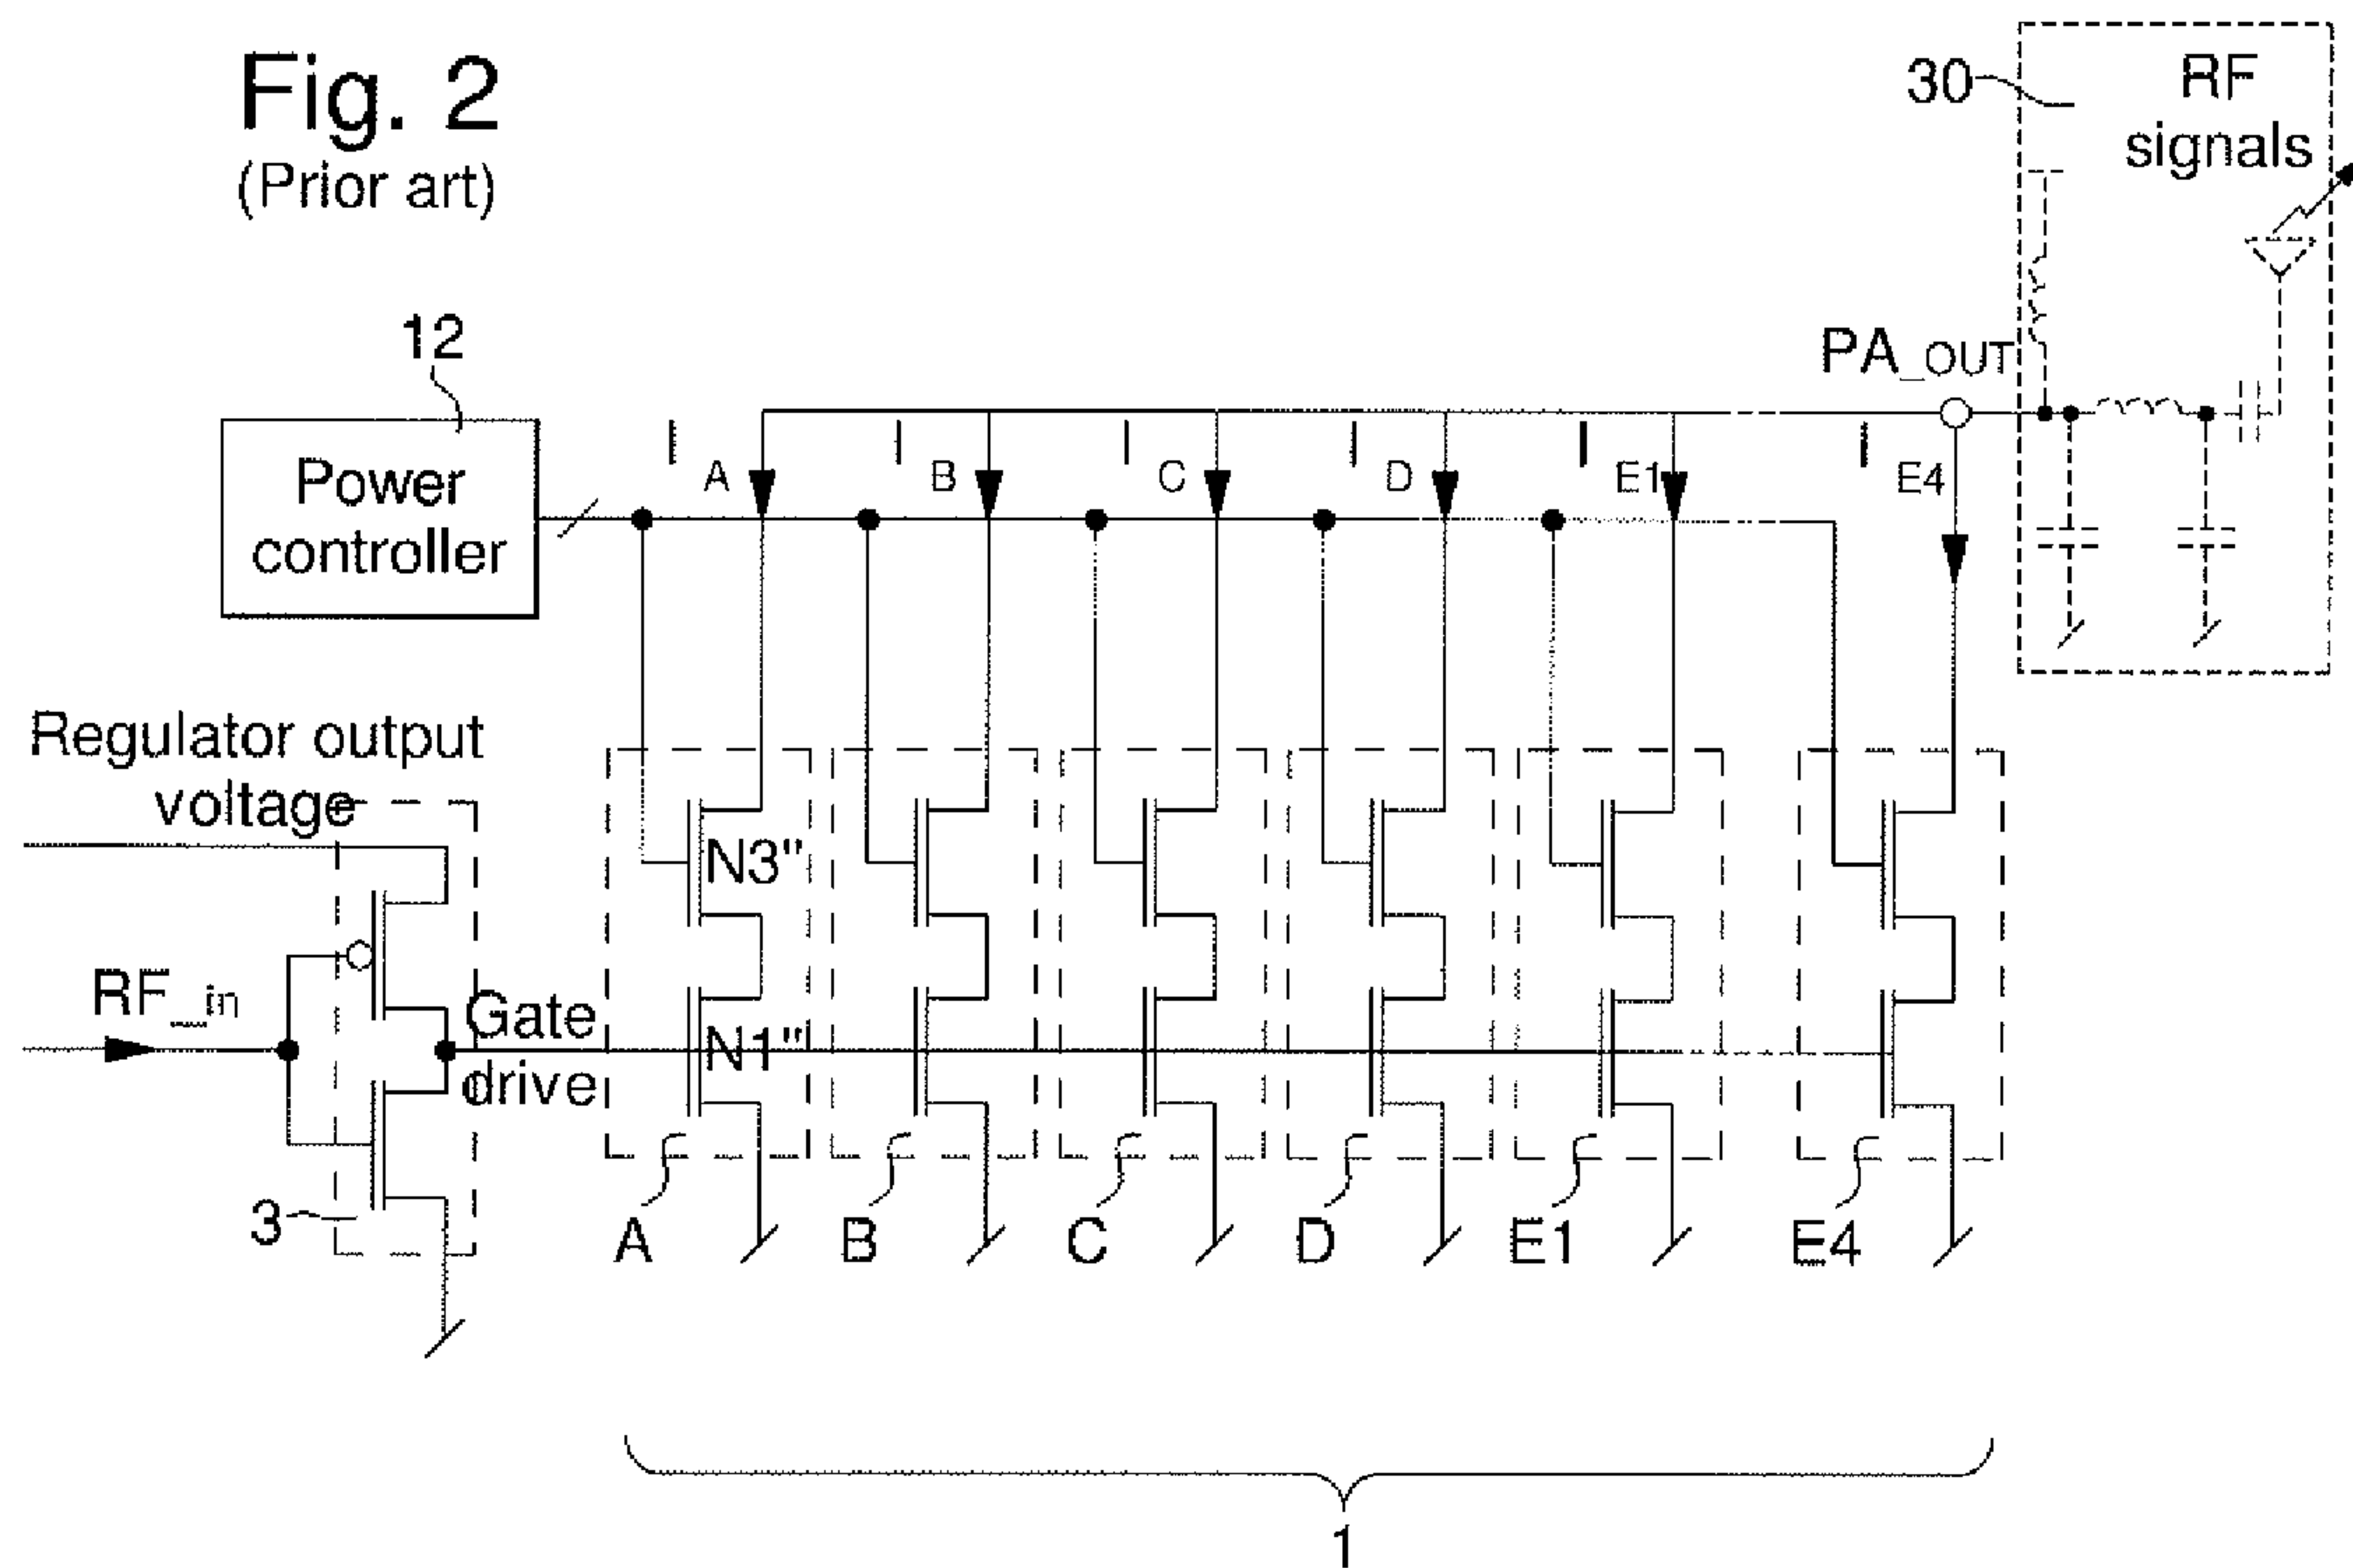 Fig. 2
(Prior art)
30
RF
signals
12
PA_OUT
Power
controller
I A
I B
I C
I D
I E1
I E4
Regulator output
voltage
N3"
RF_in
Gate
drive
N1"
3
A
B
C
D
E1
E4
1